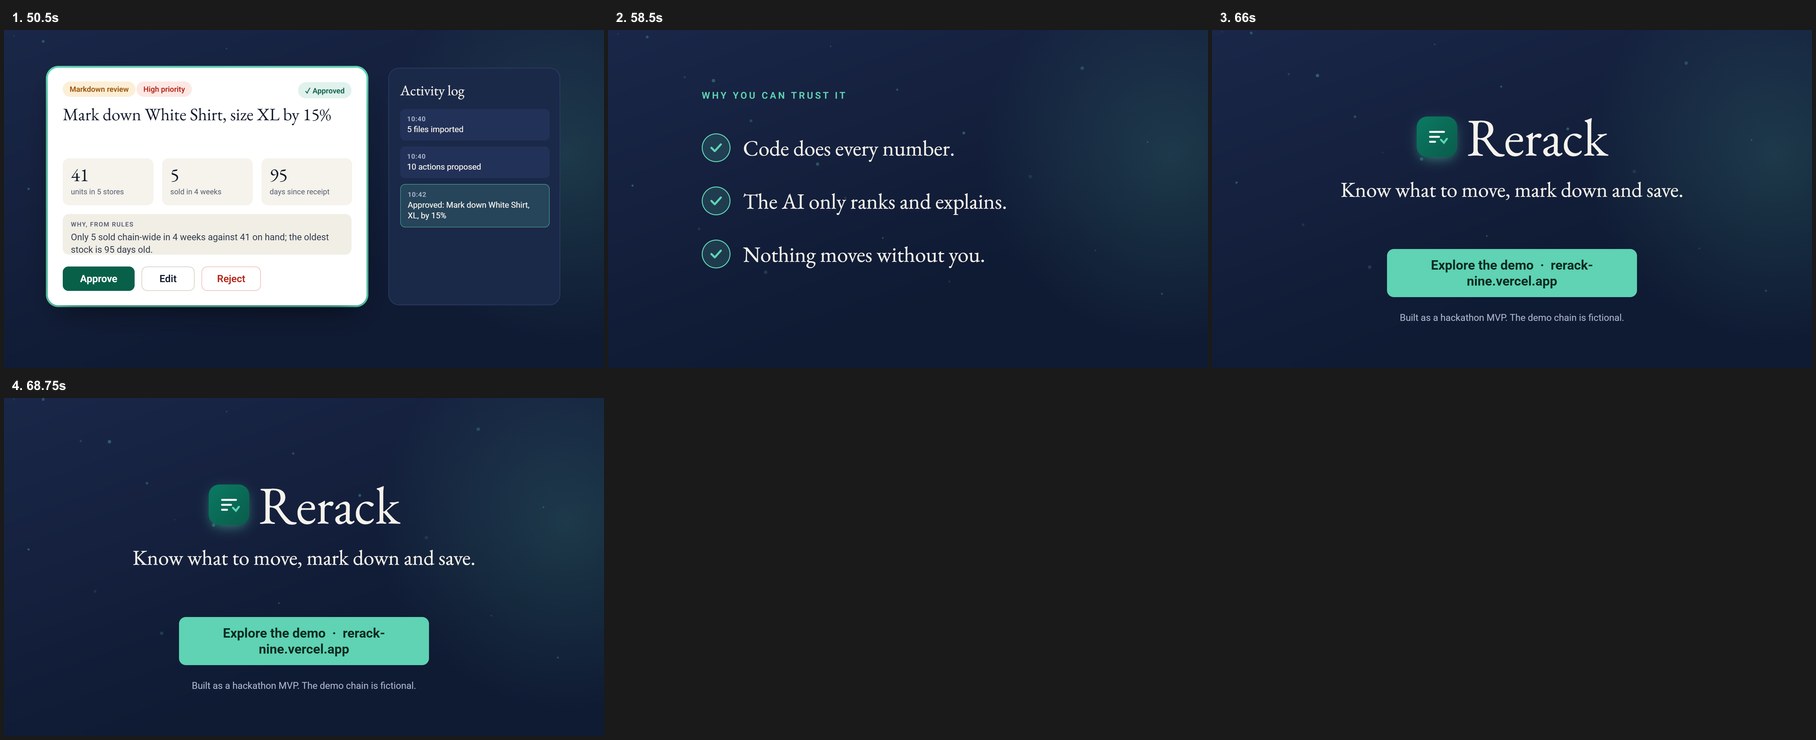 1. 50.5s
Markdown review
High priority
✓ Approved
Mark down White Shirt, size XL by 15%
41
units in 5 stores
5
sold in 4 weeks
95
days since receipt
WHY, FROM RULES
Only 5 sold chain-wide in 4 weeks against 41 on hand; the oldest
stock is 95 days old.
Approve
Edit
Reject
Activity log
10:40
5 files imported
10:40
10 actions proposed
10:42
Approved: Mark down White Shirt,
XL, by 15%
2. 58.5s
WHY YOU CAN TRUST IT
Code does every number.
The AI only ranks and explains.
Nothing moves without you.
3. 66s
Rerack
Know what to move, mark down and save.
Explore the demo · rerack-
nine.vercel.app
Built as a hackathon MVP. The demo chain is fictional.
4. 68.75s
Rerack
Know what to move, mark down and save.
Explore the demo · rerack-
nine.vercel.app
Built as a hackathon MVP. The demo chain is fictional.